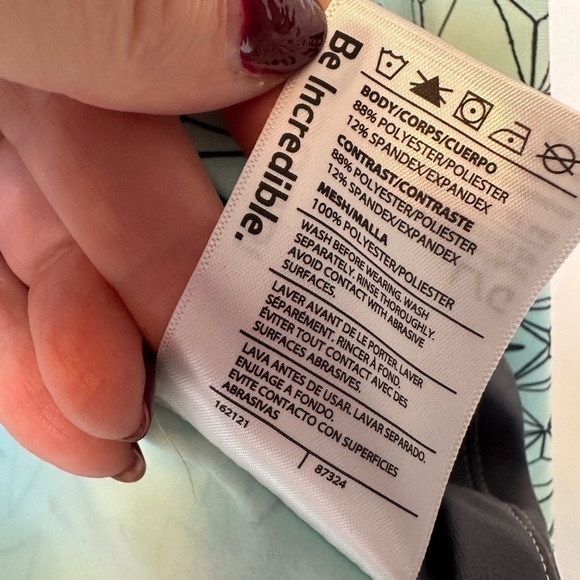 Be Incredible.
BODY/CORPS/CUERPO
88% POLYESTER/POLIESTER
12% SPANDEX/EXPANDEX
CONTRAST/CONTRASTE
88% POLYESTER/POLIESTER
12% SPANDEX/EXPANDEX
MESH/MALLA
100% POLYESTER/POLIESTER
WASH BEFORE WEARING. WASH
SEPARATELY. RINSE THOROUGHLY.
AVOID CONTACT WITH ABRASIVE
SURFACES
LAVER AVANT DE LE PORTER. LAVER
SÉPARÉMENT. RINCER À FOND.
ÉVITER TOUT CONTACT AVEC DES
SURFACES ABRASIVES.
LAVA ANTES DE USAR. LAVAR SEPARADO.
ENJUAGE A FONDO.
EVITE CONTACTO CON SUPERFICIES
ABRASIVAS
162121
87324